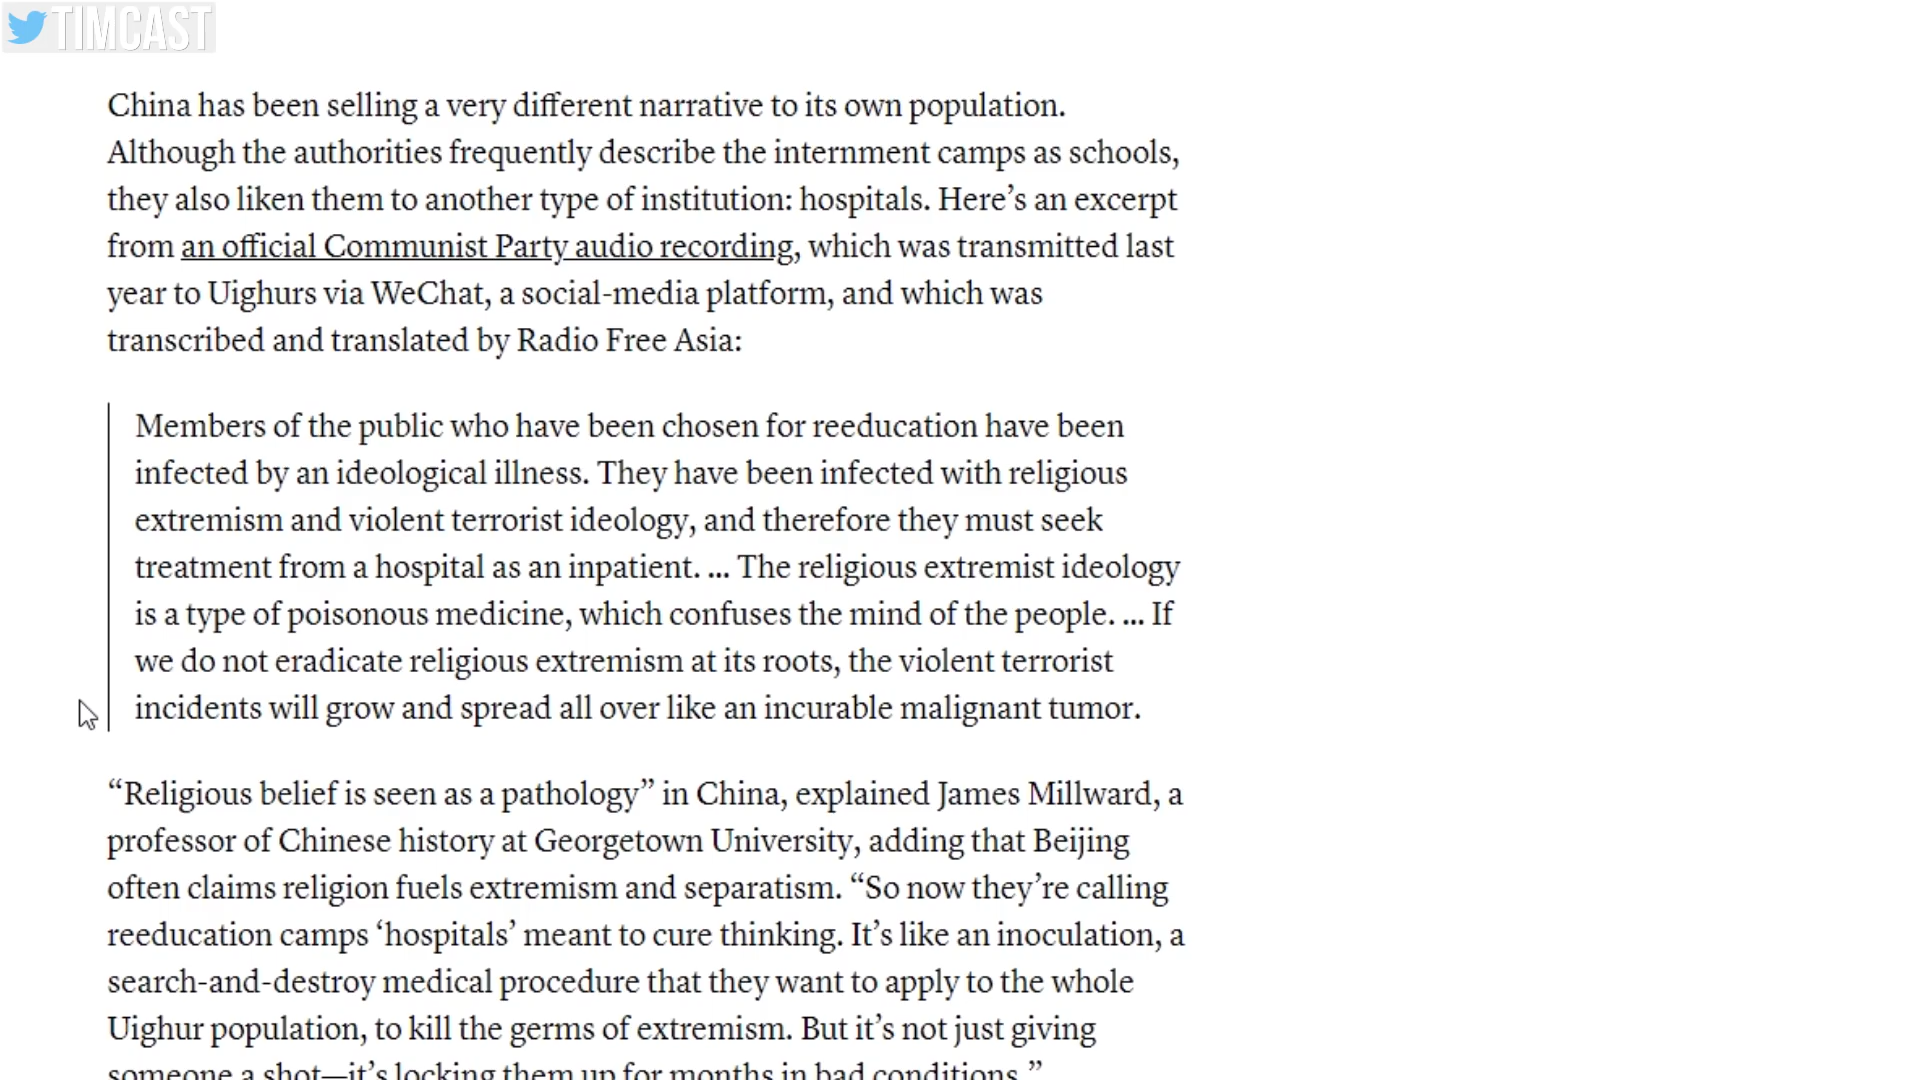 TIMCAST
China has been selling a very different narrative to its own population.
Although the authorities frequently describe the internment camps as schools,
they also liken them to another type of institution: hospitals. Here’s an excerpt
from an official Communist Party audio recording, which was transmitted last
year to Uighurs via WeChat, a social-media platform, and which was
transcribed and translated by Radio Free Asia:
Members of the public who have been chosen for reeducation have been
infected by an ideological illness. They have been infected with religious
extremism and violent terrorist ideology, and therefore they must seek
treatment from a hospital as an inpatient. ... The religious extremist ideology
is a type of poisonous medicine, which confuses the mind of the people. ... If
we do not eradicate religious extremism at its roots, the violent terrorist
incidents will grow and spread all over like an incurable malignant tumor.
“Religious belief is seen as a pathology” in China, explained James Millward, a
professor of Chinese history at Georgetown University, adding that Beijing
often claims religion fuels extremism and separatism. “So now they’re calling
reeducation camps ‘hospitals’ meant to cure thinking. It’s like an inoculation, a
search-and-destroy medical procedure that they want to apply to the whole
Uighur population, to kill the germs of extremism. But it’s not just giving
someone a shot—it’s locking them up for months in bad conditions.”